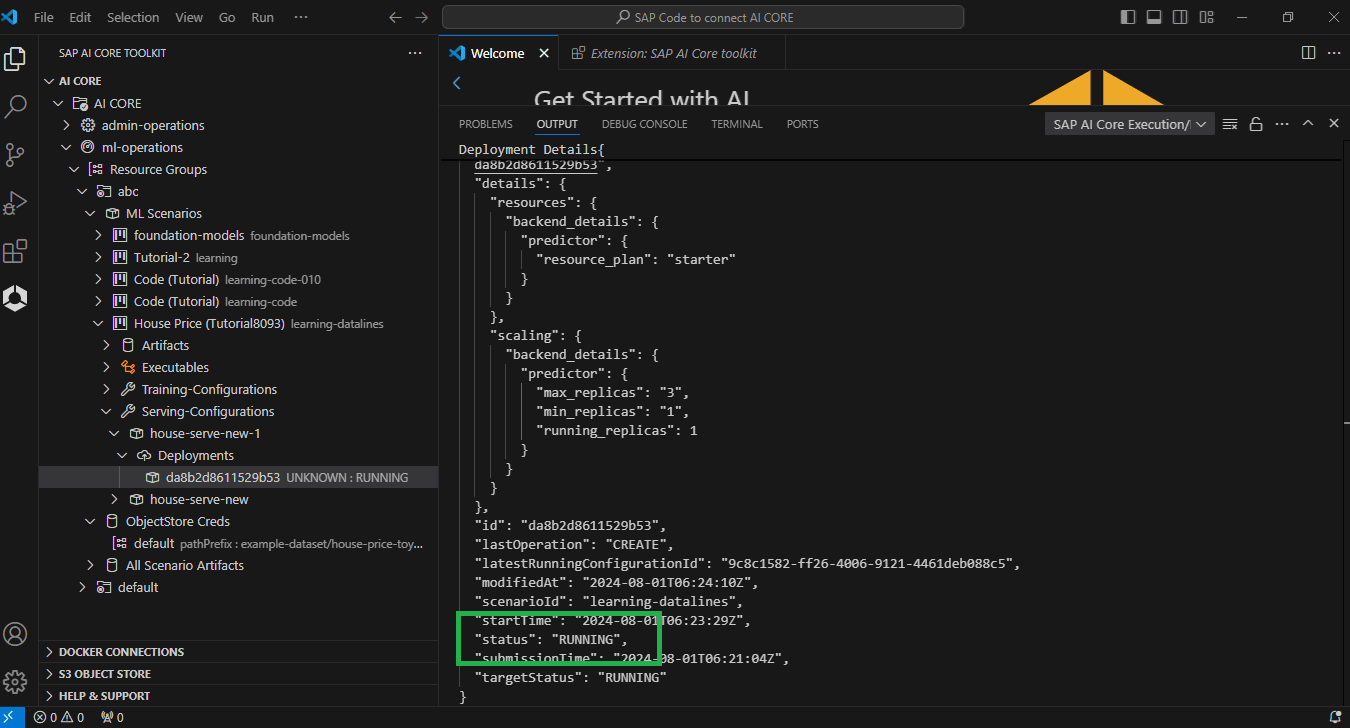 File Edit Selection View Go Run ···
SAP Code to connect AI CORE
SAP AI CORE TOOLKIT ···
AI CORE
AI CORE
admin-operations
ml-operations
Resource Groups
abc
ML Scenarios
foundation-models foundation-models
Tutorial-2 learning
Code (Tutorial) learning-code-010
Code (Tutorial) learning-code
House Price (Tutorial8093) learning-datalines
Artifacts
Executables
Training-Configurations
Serving-Configurations
house-serve-new-1
Deployments
da8b2d8611529b53 UNKNOWN : RUNNING
house-serve-new
ObjectStore Creds
default pathPrefix : example-dataset/house-price-toy...
All Scenario Artifacts
default
DOCKER CONNECTIONS
S3 OBJECT STORE
HELP & SUPPORT
Welcome
Extension: SAP AI Core toolkit
Get Started with AI
PROBLEMS OUTPUT DEBUG CONSOLE TERMINAL PORTS
SAP AI Core Execution/
Deployment Details{
da8b2d8611529b53",
"details": {
"resources": {
"backend_details": {
"predictor": {
"resource_plan": "starter"
}
}
},
"scaling": {
"backend_details": {
"predictor": {
"max_replicas": "3",
"min_replicas": "1",
"running_replicas": 1
}
}
}
},
"id": "da8b2d8611529b53",
"lastOperation": "CREATE",
"latestRunningConfigurationId": "9c8c1582-ff26-4006-9121-4461deb088c5",
"modifiedAt": "2024-08-01T06:24:10Z",
"scenarioId": "learning-datalines",
"startTime": "2024-08-01T06:23:29Z",
"status": "RUNNING",
"submissionTime": "2024-08-01T06:21:04Z",
"targetStatus": "RUNNING"
}
0 0 0